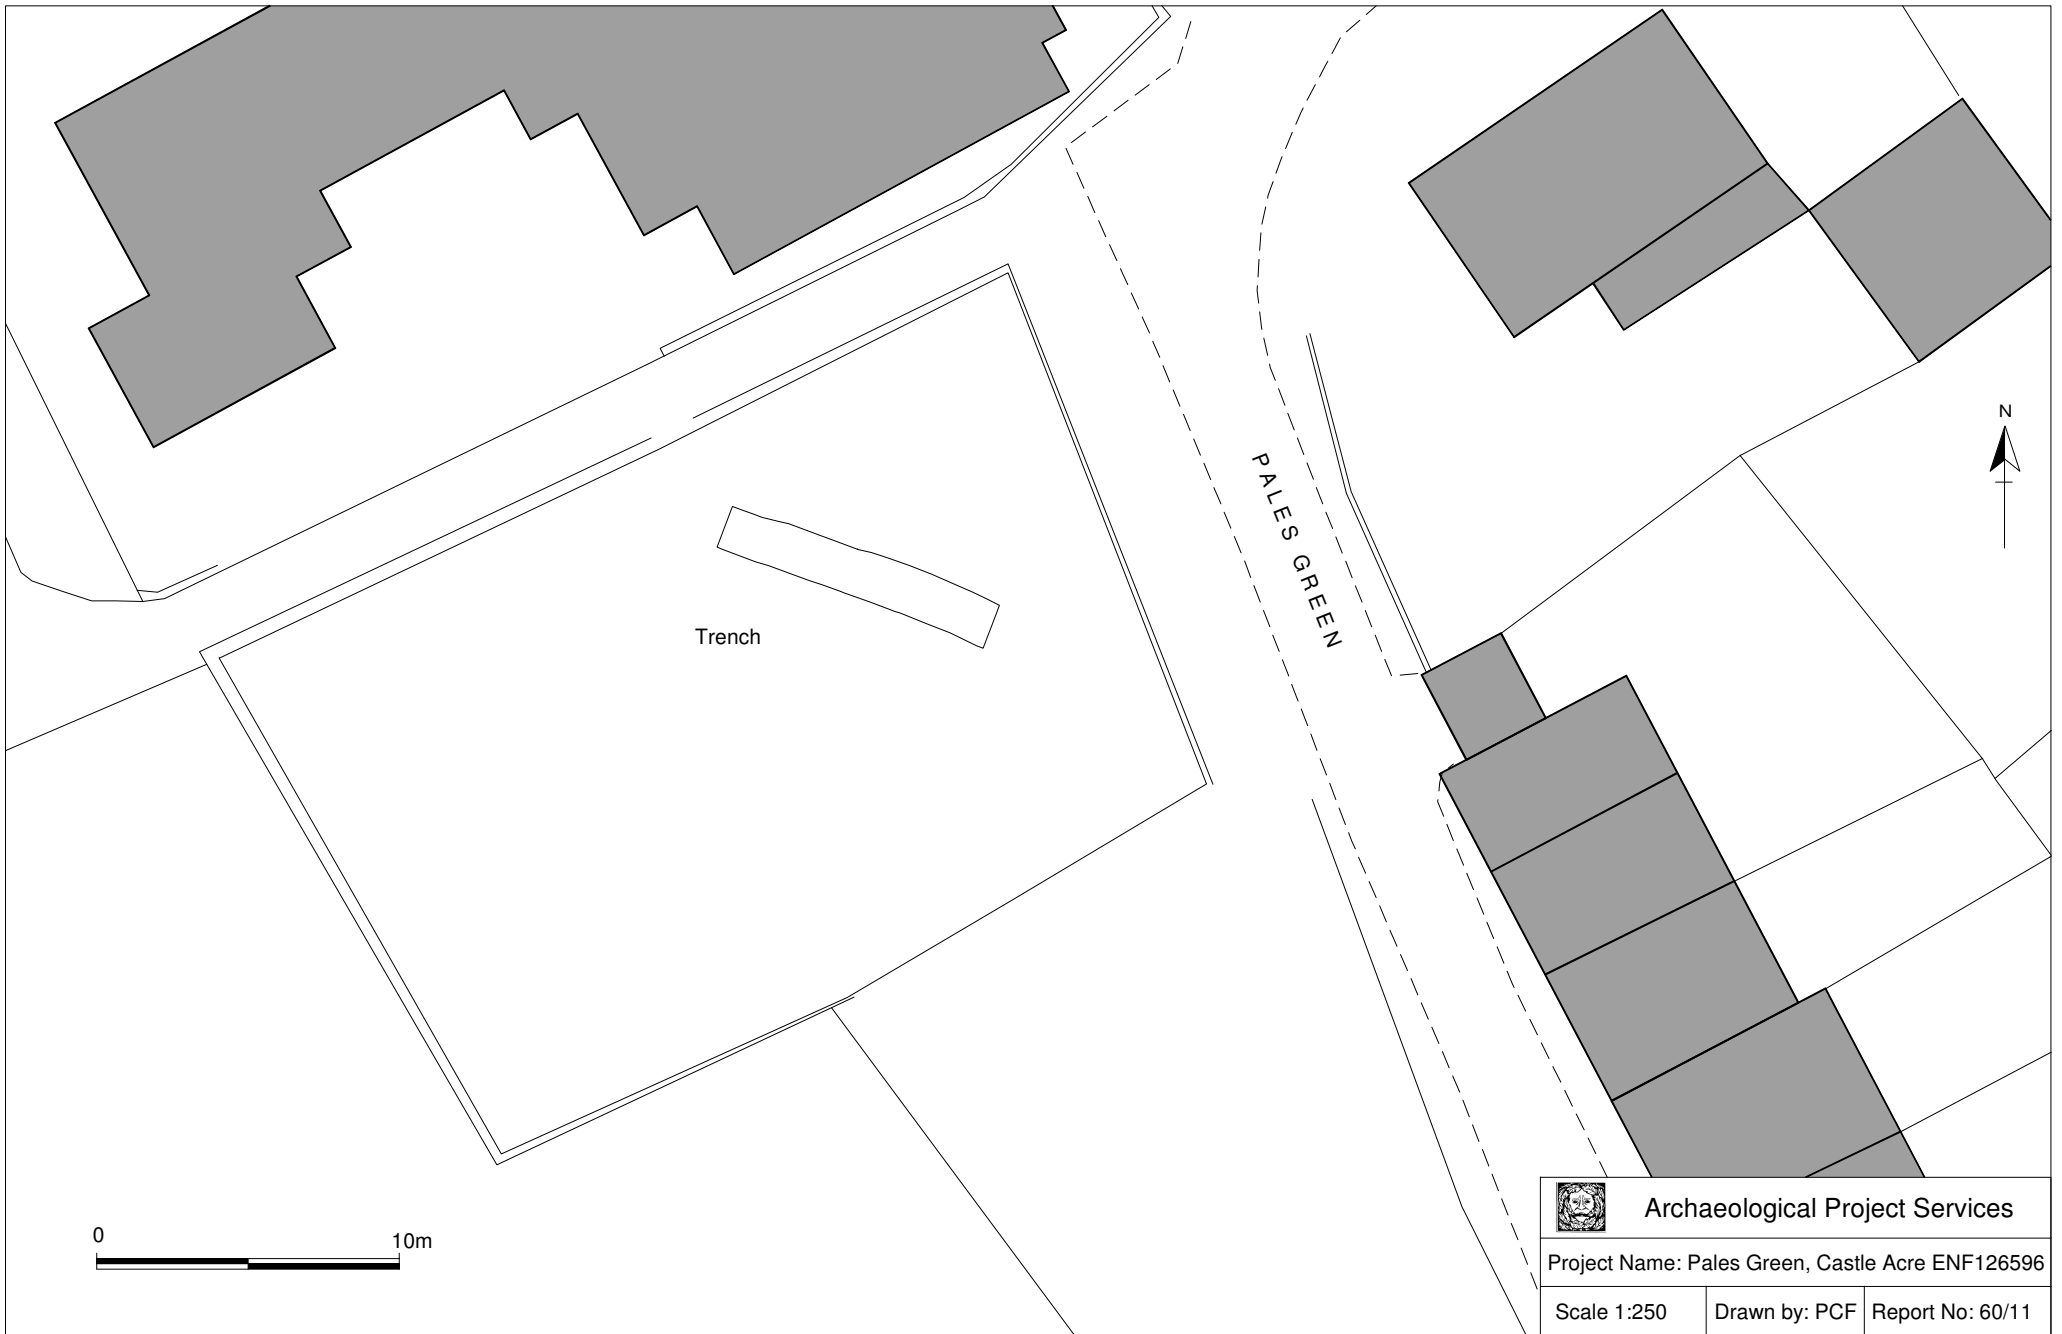 N
PALES GREEN
Trench
0 10m
Archaeological Project Services
Project Name: Pales Green, Castle Acre ENF126596
Scale 1:250 Drawn by: PCF Report No: 60/11